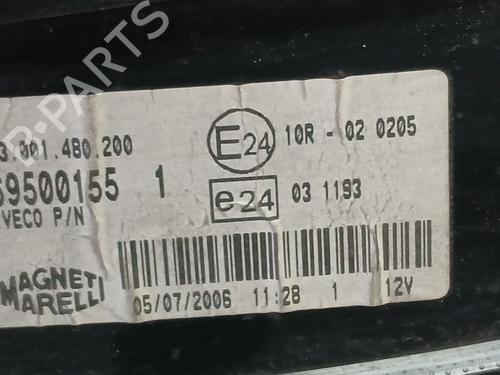 3.001.480.200
E24 10R - 02 0205
69500155 1
e24 03 1193
IVECO P/N
MAGNETI
MARELLI
05/07/2006 11:28 1 12V